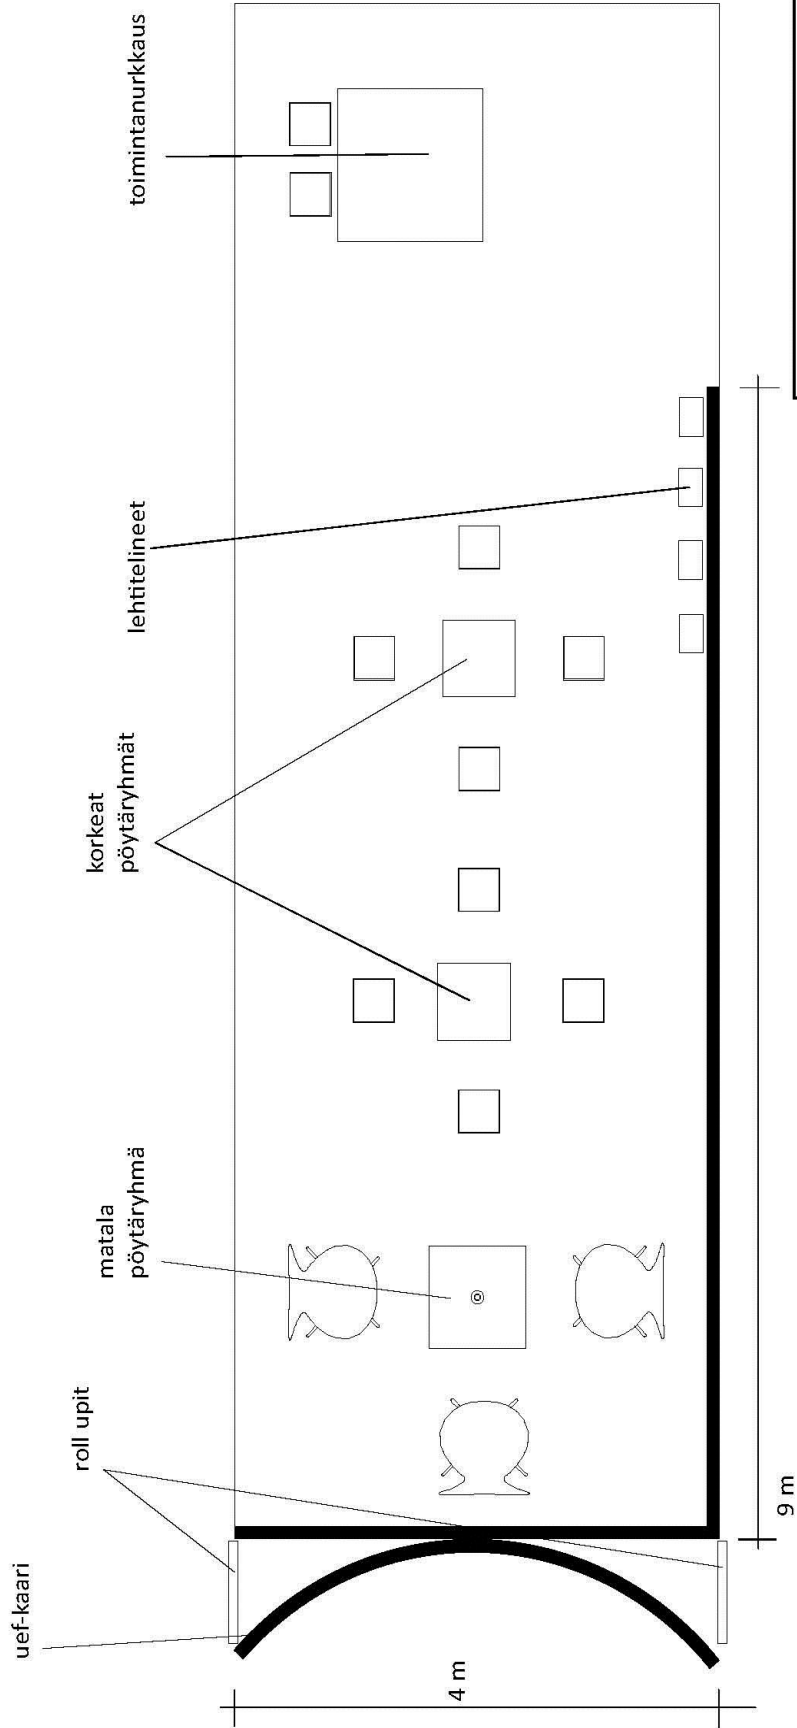 uef-kaari
roll upit
matala
pöytäryhmä
korkeat
pöytäryhmät
lehtitelineet
toimintanurkkaus
4 m
9 m